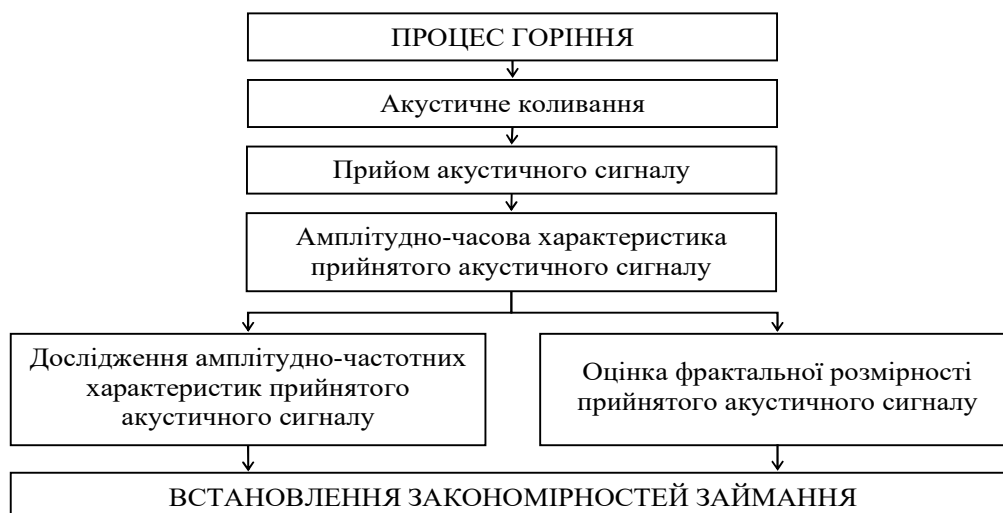 ПРОЦЕС ГОРІННЯ
Акустичне коливання
Прийом акустичного сигналу
Амплітудно-часова характеристика
прийнятого акустичного сигналу
Дослідження амплітудно-частотних
характеристик прийнятого
акустичного сигналу
Оцінка фрактальної розмірності
прийнятого акустичного сигналу
ВСТАНОВЛЕННЯ ЗАКОНОМІРНОСТЕЙ ЗАЙМАННЯ